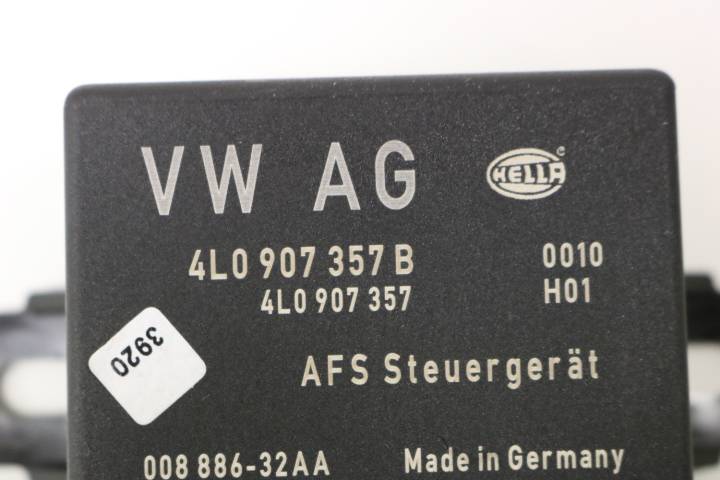 VW AG HELLA
4L0 907 357 B 0010
4L0 907 357 H01
3920
AFS Steuergerät
008 886-32AA Made in Germany